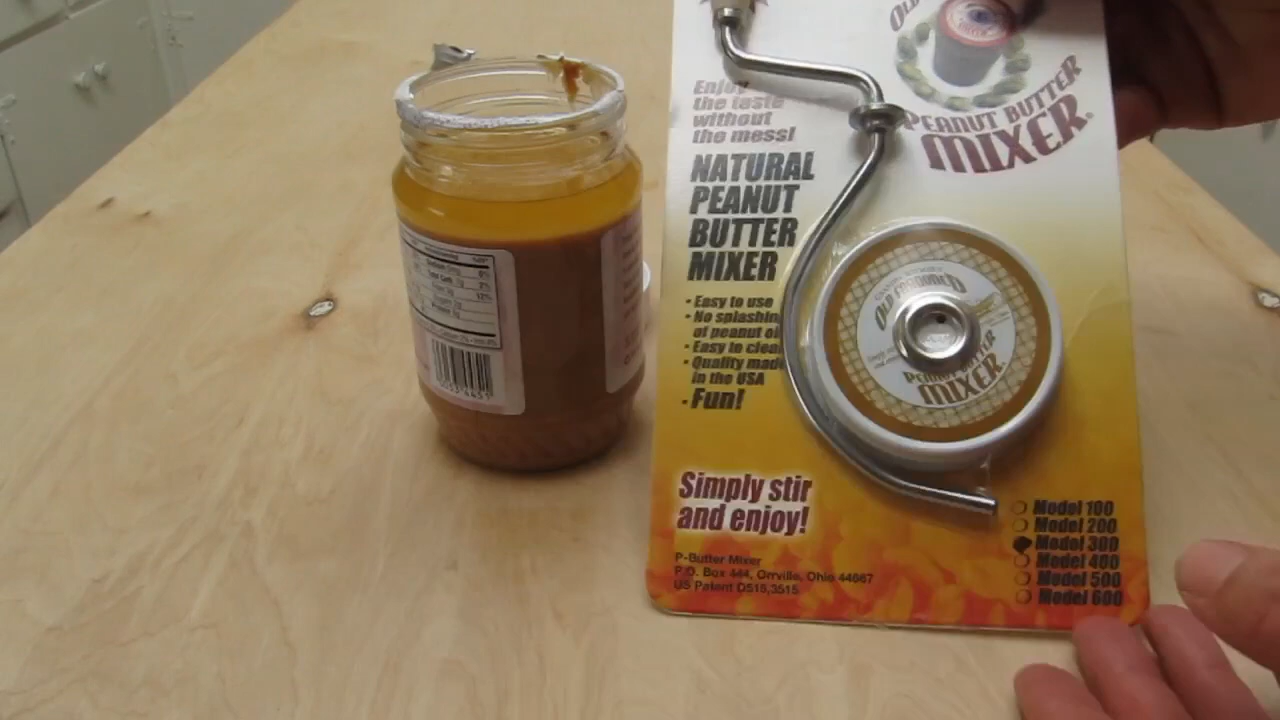 OLD
PEANUT BUTTER
MIXER
Enjoy
the taste
without
the mess!
NATURAL
PEANUT
BUTTER
MIXER
• Easy to use
• No splashing
of peanut oil
• Easy to clean
• Quality made
in the USA
• Fun!
OLD FASHIONED
PEANUT BUTTER
MIXER
Simply stir
and enjoy!
P-Butter Mixer
P.O. Box 444, Orrville, Ohio 44667
US Patent D515,3515
Model 100
Model 200
Model 300
Model 400
Model 500
Model 600